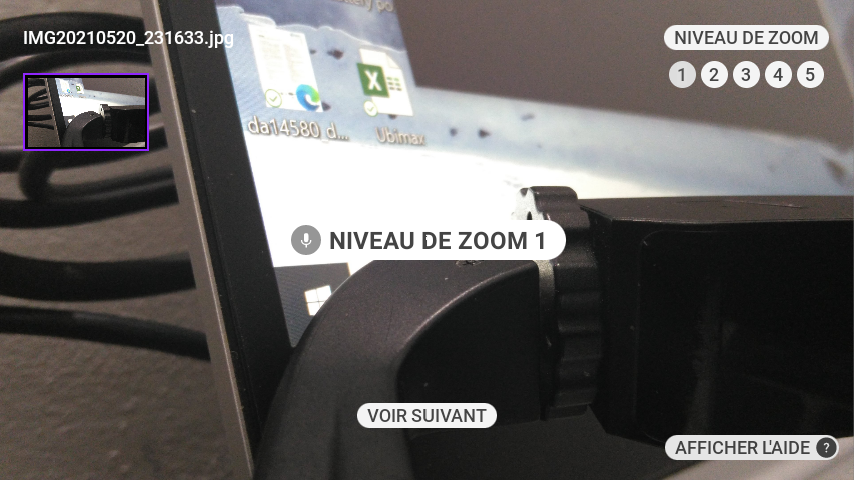 IMG20210520_231633.jpg
NIVEAU DE ZOOM
1 2 3 4 5
da14580_d...
Ubimax
NIVEAU DE ZOOM 1
VOIR SUIVANT
AFFICHER L'AIDE ?